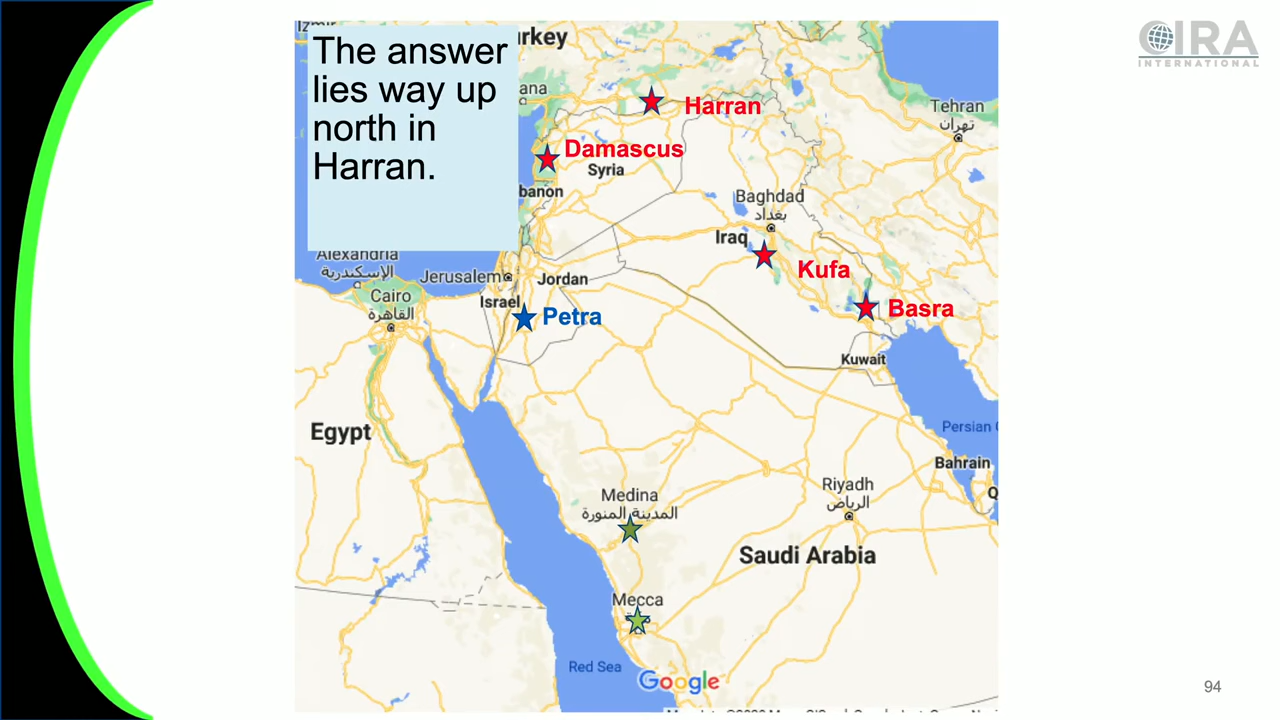 The answer
lies way up
north in
Harran.
CIRA
INTERNATIONAL
rkey
ana
Harran
Tehran
تهران
Damascus
Syria
banon
Baghdad
بغداد
Iraq
Kufa
Alexandria
الإسكندرية
Jerusalem
Jordan
Cairo
القاهرة
Israel
Petra
Basra
Kuwait
Egypt
Persian
Bahrain
Medina
المدينة المنورة
Riyadh
الرياض
Saudi Arabia
Mecca
Red Sea
Google
94